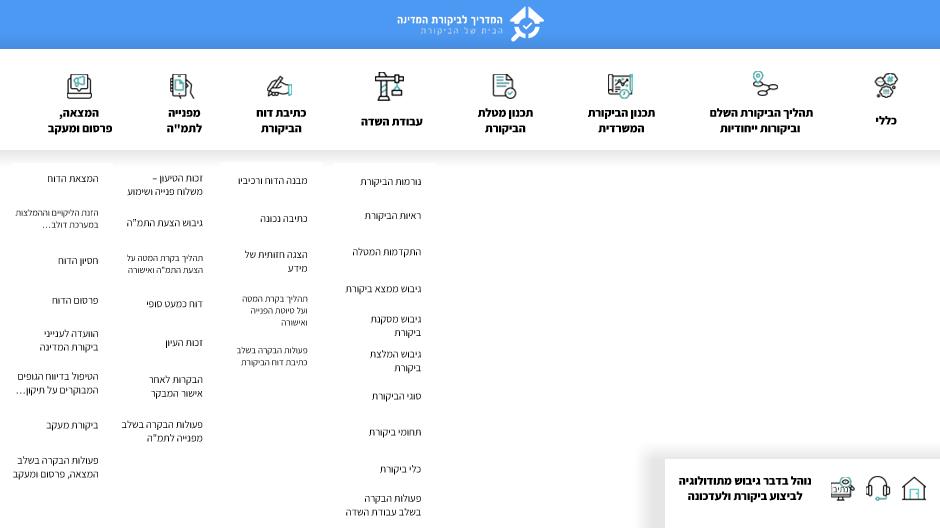 המדריך לביקורת המדינה
הבית של הביקורת
כללי
תהליך הביקורת השלם
וביקורות ייחודיות
תכנון הביקורת
המשרדית
תכנון מטלת
הביקורת
עבודת השדה
כתיבת דוח
הביקורת
מפנייה
לתמ"ה
המצאה,
פרסום ומעקב
נורמות הביקורת
ראיות הביקורת
התקדמות המטלה
גיבוש ממצא ביקורת
גיבוש מסקנת
ביקורת
גיבוש המלצת
ביקורת
סוגי הביקורת
תחומי ביקורת
כלי ביקורת
פעולות הבקרה
בשלב עבודת השדה
מבנה הדוח ורכיביו
כתיבה נכונה
הצגה חזותית של
מידע
תהליך בקרת המטה
ועל טיוטת הפנייה
ואישורה
פעולות הבקרה בשלב
כתיבת דוח הביקורת
זכות הטיעון –
משלוח פנייה ושימוע
גיבוש הצעת התמ"ה
תהליך בקרת המטה על
הצעת התמ"ה ואישורה
דוח כמעט סופי
זכות העיון
הבקרות לאחר
אישור המבקר
פעולות הבקרה בשלב
מפנייה לתמ"ה
המצאת הדוח
הזנת הליקויים וההמלצות
במערכת דולב...
חסיון הדוח
פרסום הדוח
הוועדה לענייני
ביקורת המדינה
הטיפול בדיווח הגופים
המבוקרים על תיקון...
ביקורת מעקב
פעולות הבקרה בשלב
המצאה, פרסום ומעקב
נוהל בדבר גיבוש מתודולוגיה
לביצוע ביקורת ולעדכונה
נתיב